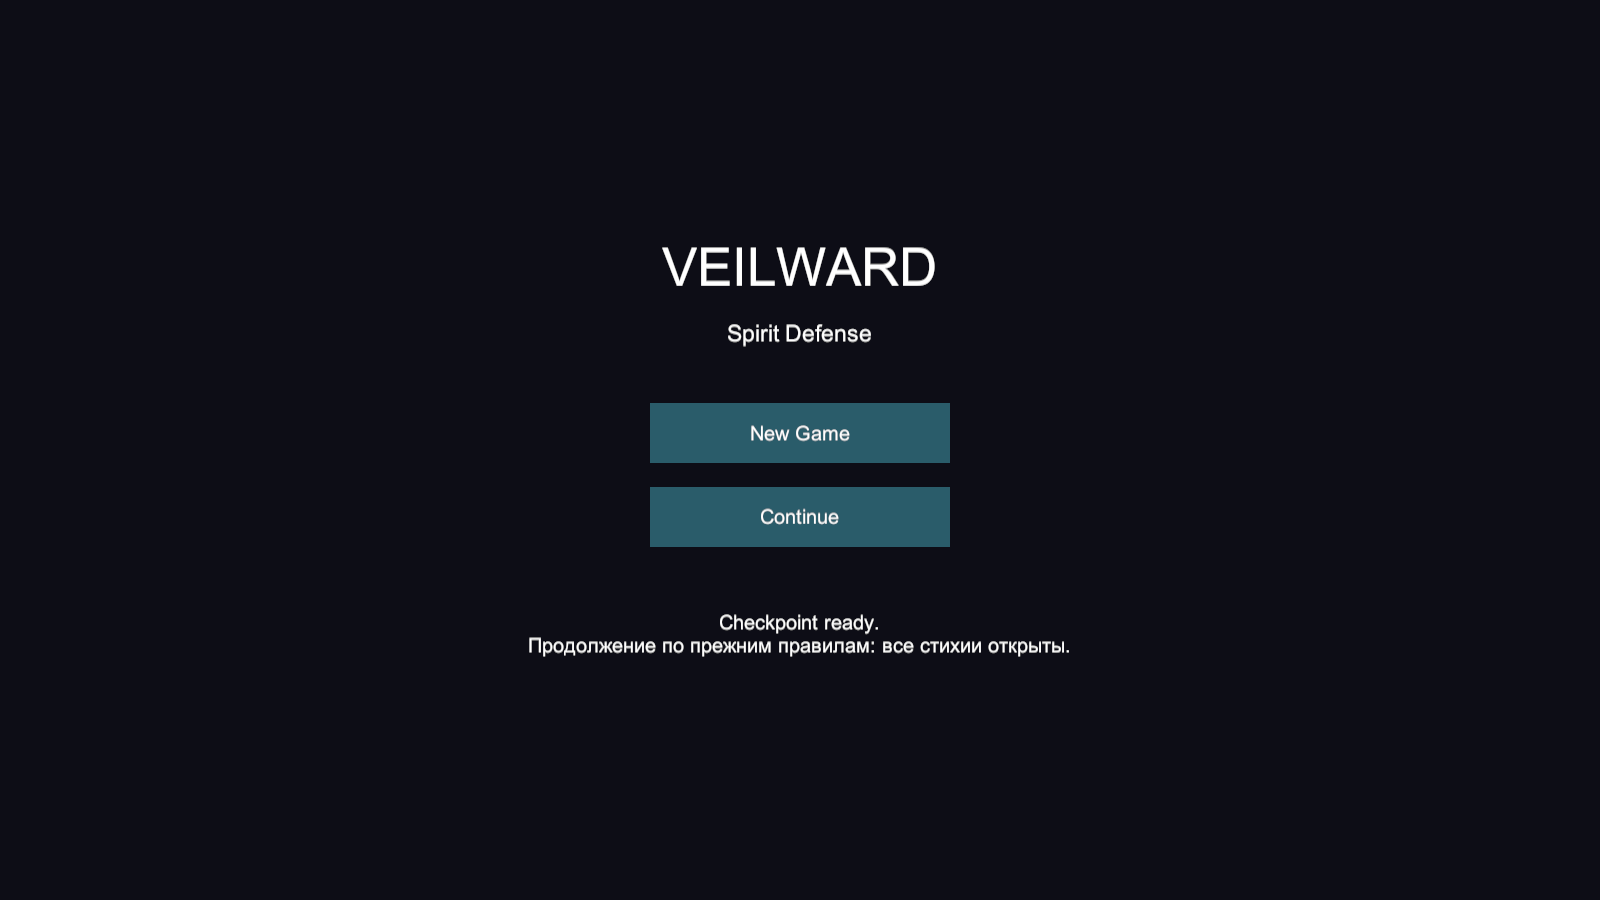 VEILWARD
Spirit Defense
New Game
Continue
Checkpoint ready.
Продолжение по прежним правилам: все стихии открыты.